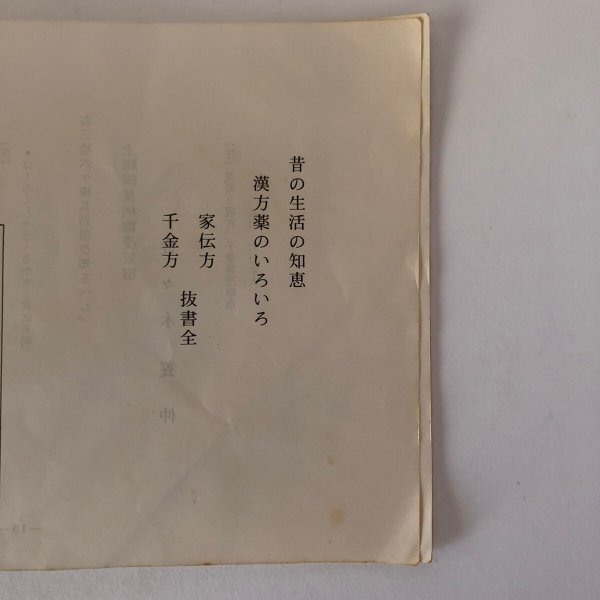 昔の生活の知恵
漢方薬のいろいろ
家伝方
千金方
抜書全